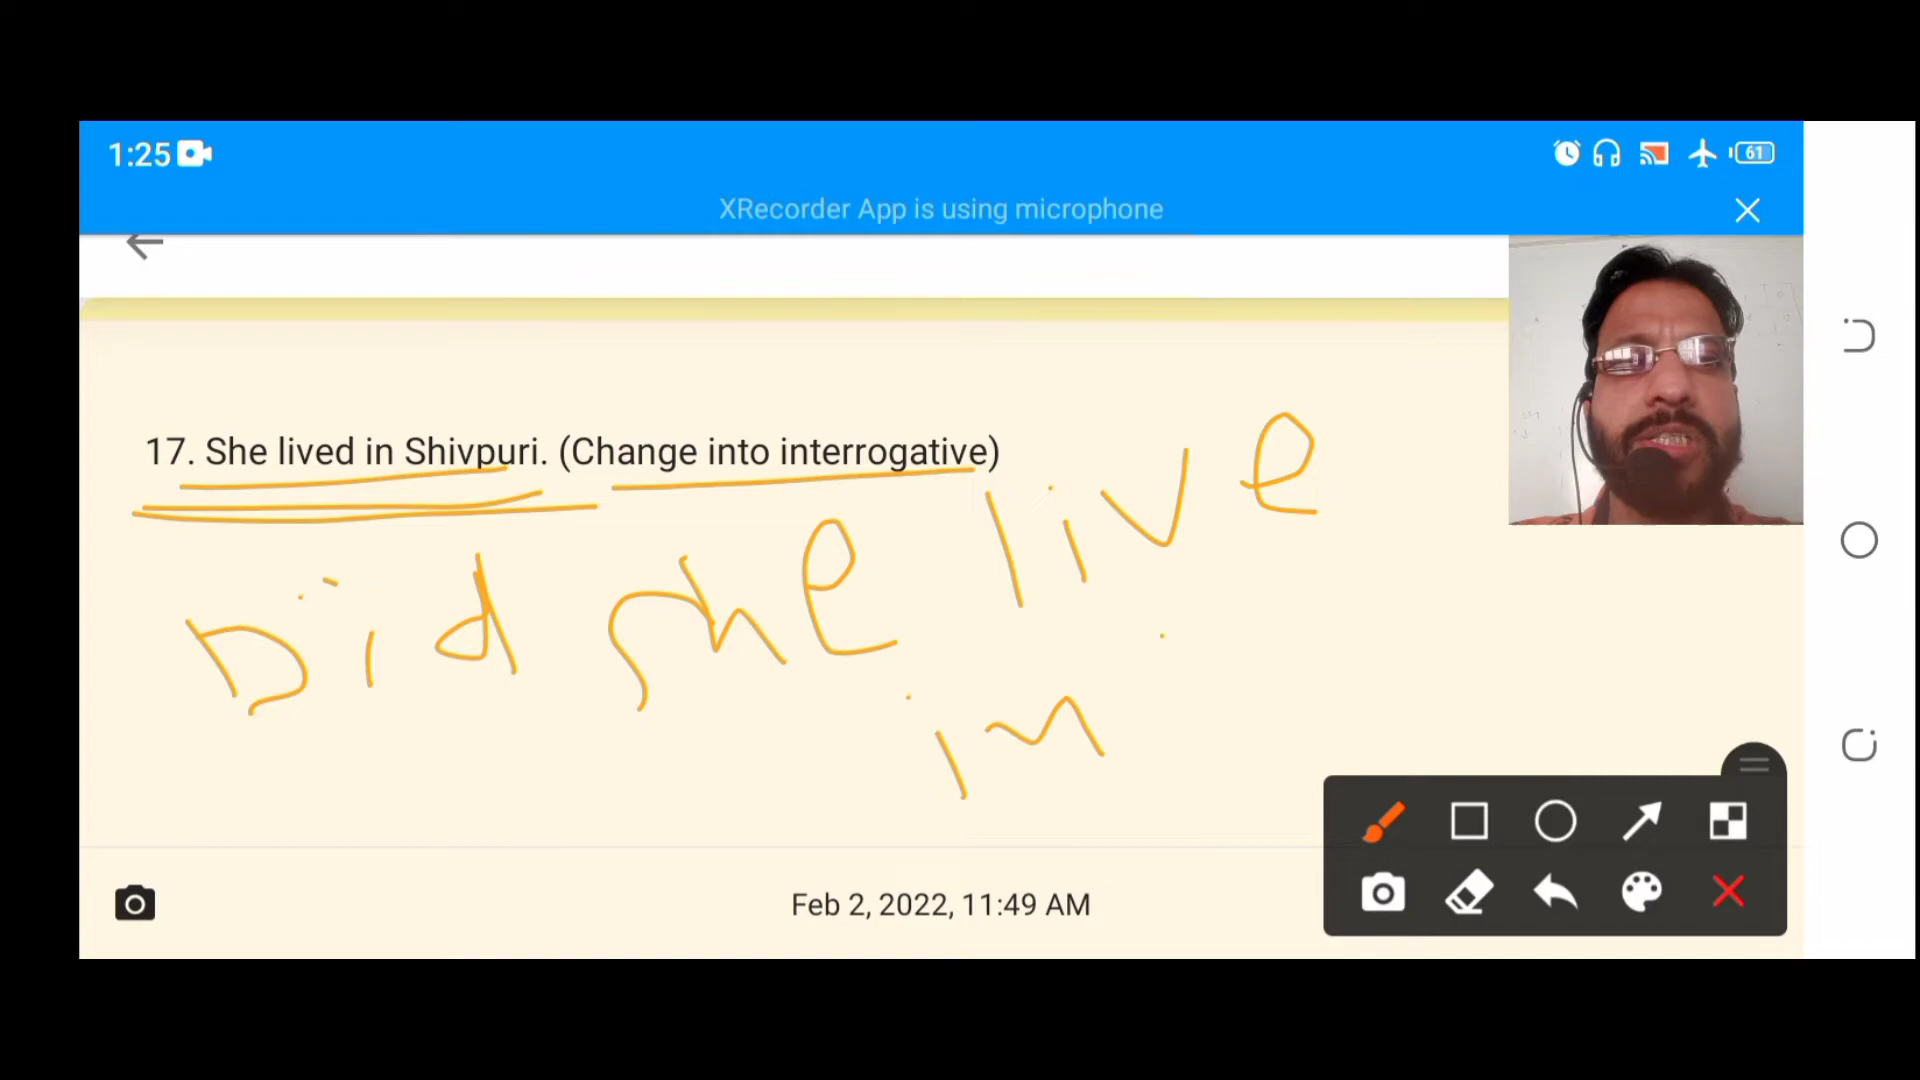 1:25
61
XRecorder App is using microphone
17. She lived in Shivpuri. (Change into interrogative)
Did she live
in
Feb 2, 2022, 11:49 AM